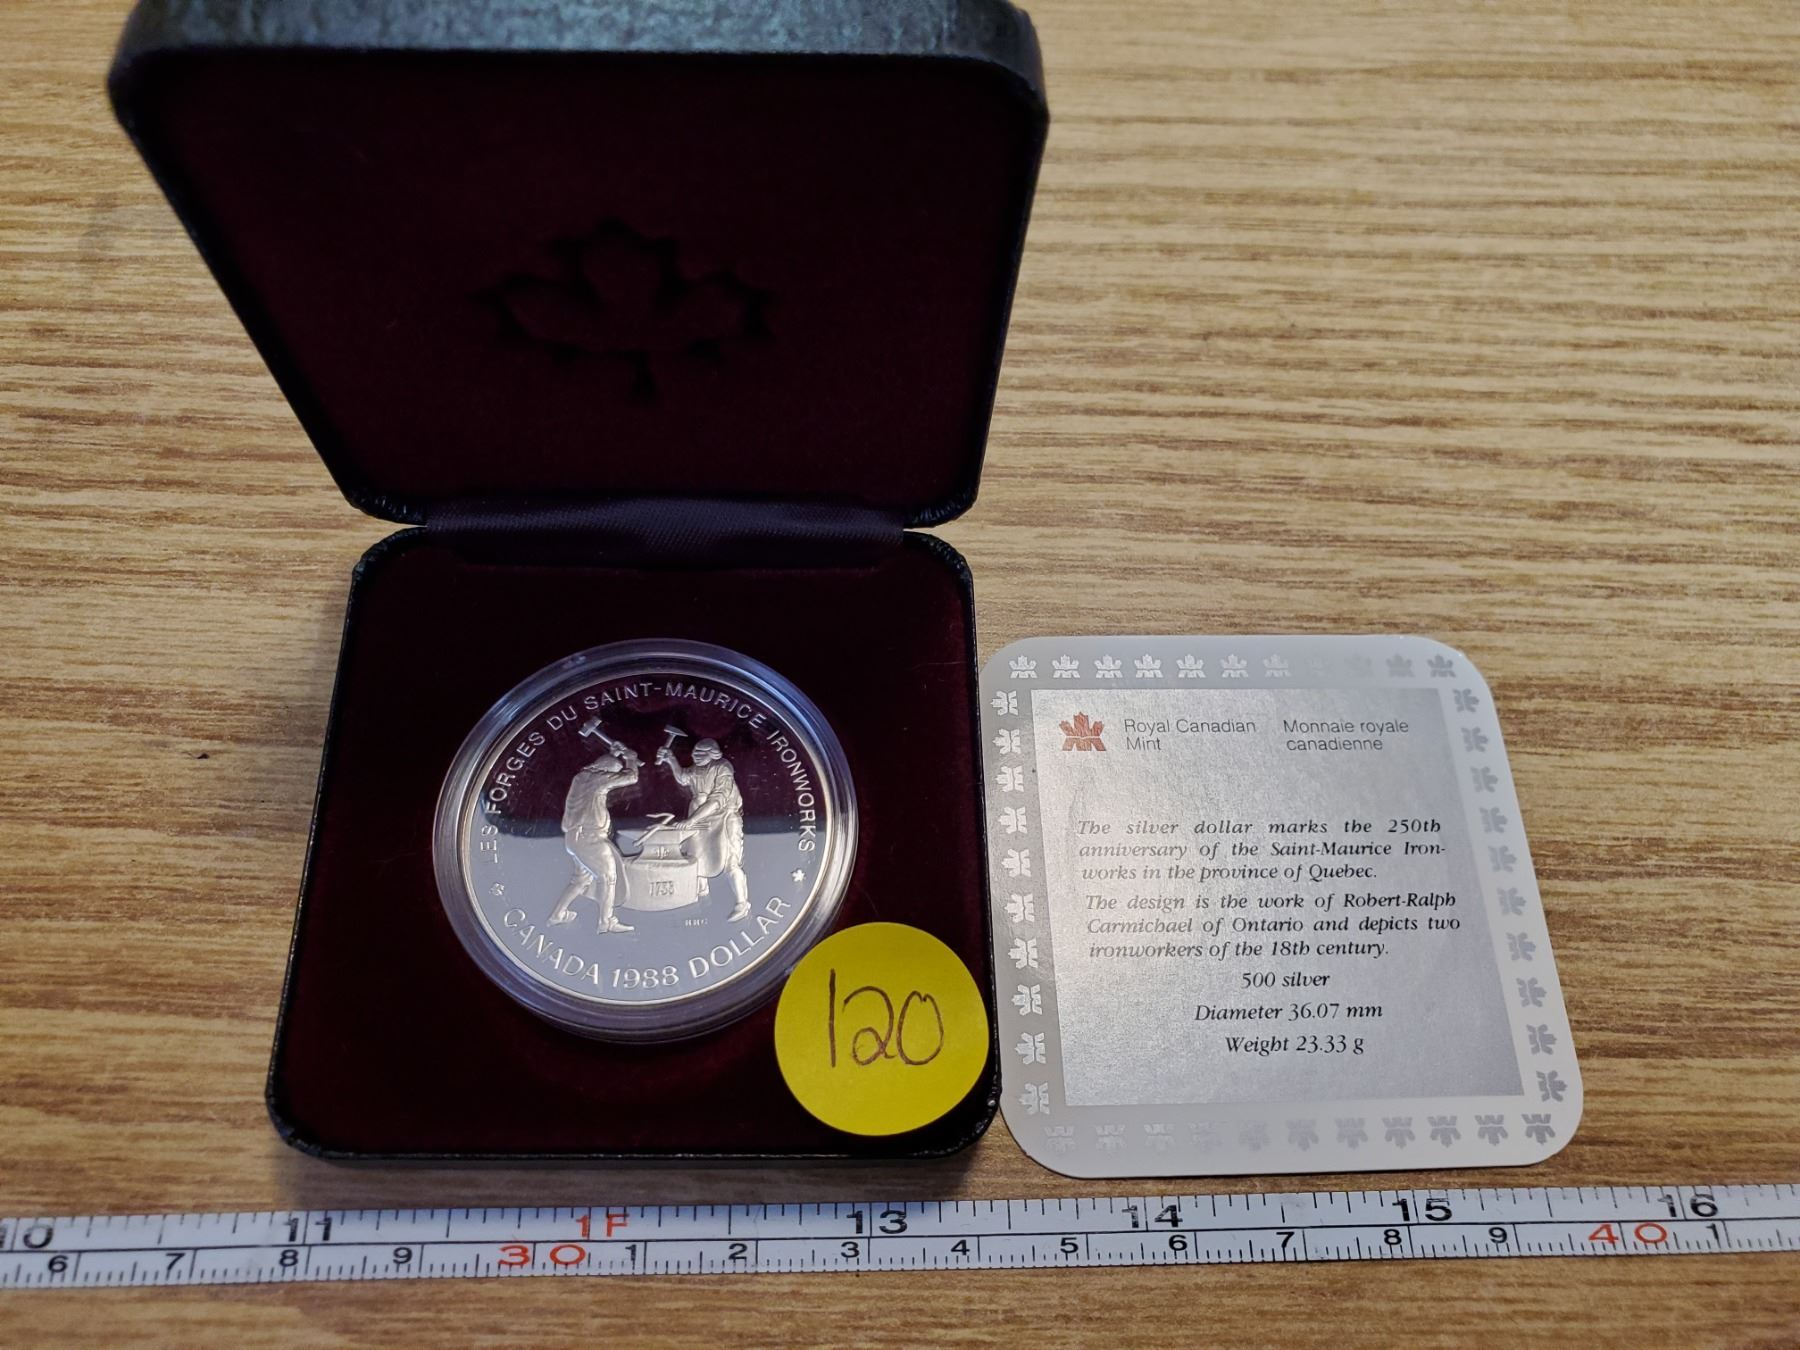 LES FORGES DU SAINT-MAURICE IRONWORKS
1738
RRC
CANADA 1988 DOLLAR
120
Royal Canadian Mint
Monnaie royale canadienne
The silver dollar marks the 250th
anniversary of the Saint-Maurice Iron-
works in the province of Quebec.
The design is the work of Robert-Ralph
Carmichael of Ontario and depicts two
ironworkers of the 18th century.
500 silver
Diameter 36.07 mm
Weight 23.33 g
10 11 1F 13 14 15 16
6 7 8 9 30 1 2 3 4 5 6 7 8 9 40 1